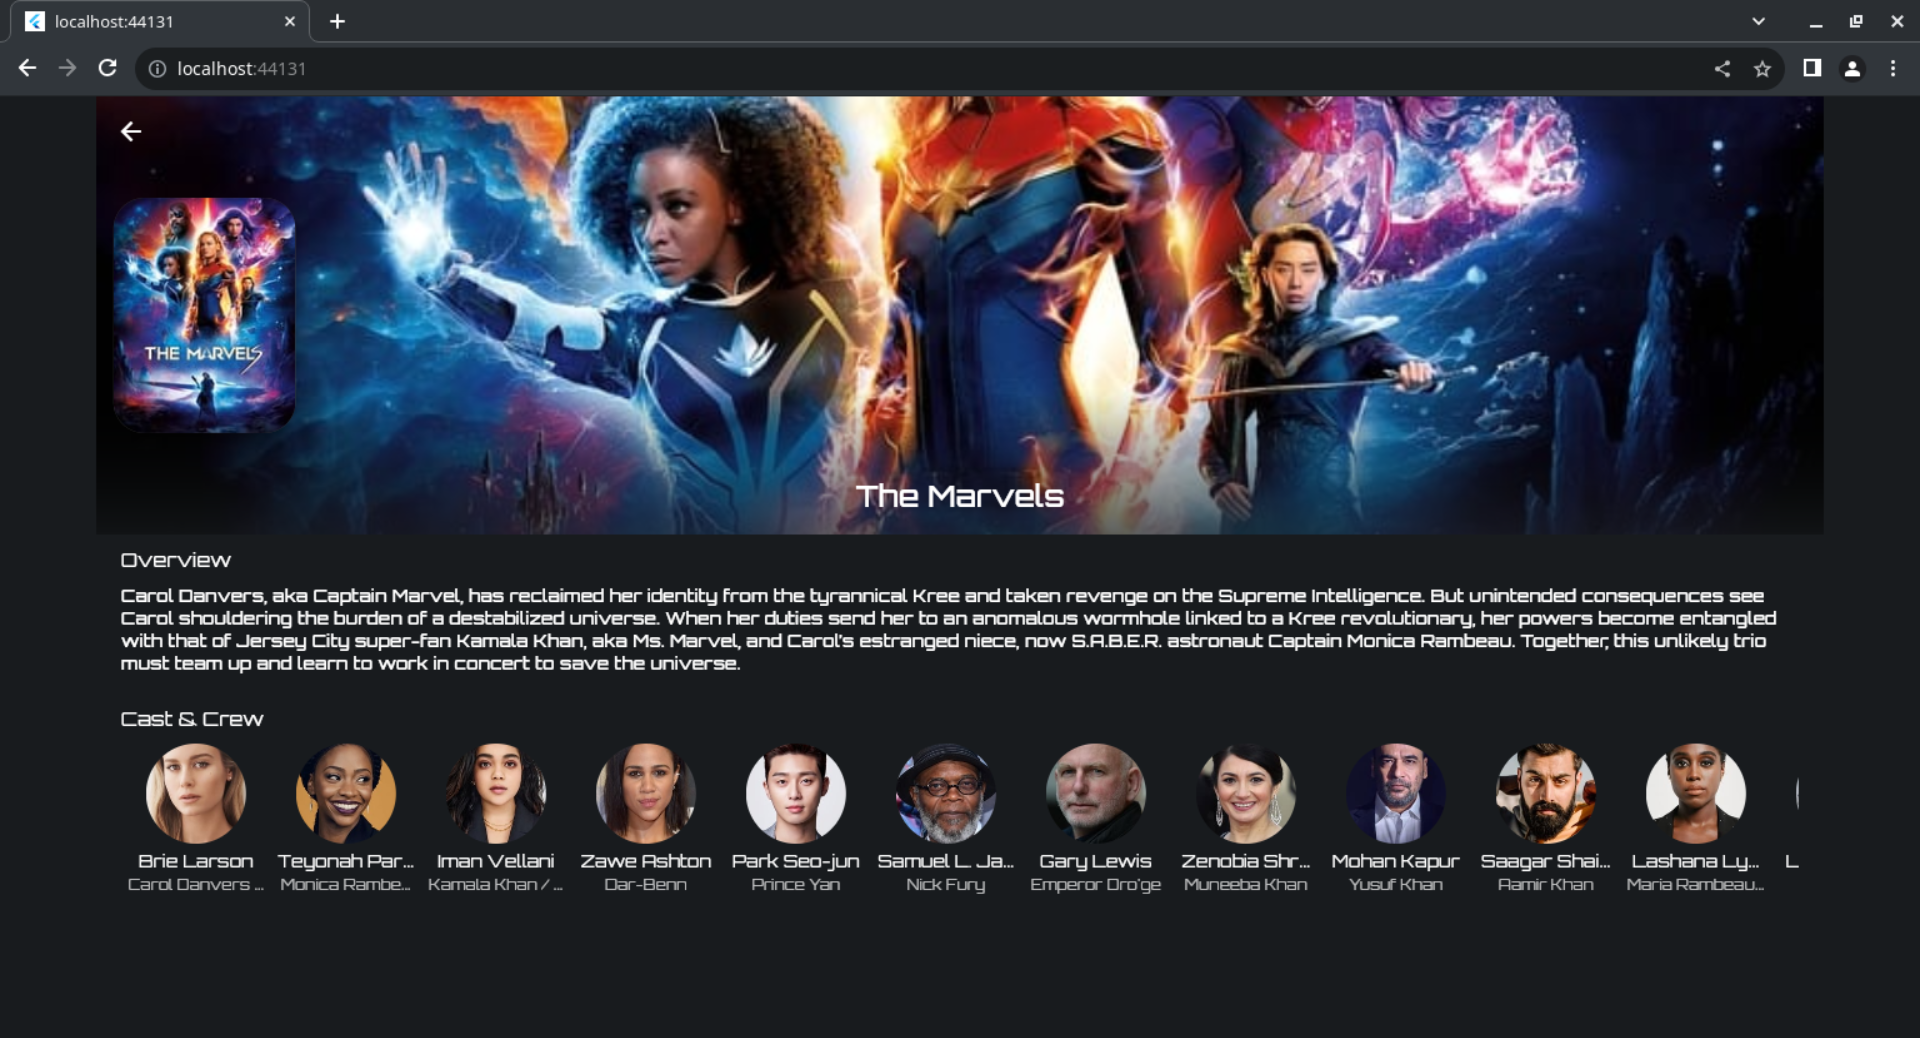 localhost:44131
localhost:44131
THE MARVELS
The Marvels
Overview
Carol Danvers, aka Captain Marvel, has reclaimed her identity from the tyrannical Kree and taken revenge on the Supreme Intelligence. But unintended consequences see
Carol shouldering the burden of a destabilized universe. When her duties send her to an anomalous wormhole linked to a Kree revolutionary, her powers become entangled
with that of Jersey City super-fan Kamala Khan, aka Ms. Marvel, and Carol's estranged niece, now S.A.B.E.R. astronaut Captain Monica Rambeau. Together, this unlikely trio
must team up and learn to work in concert to save the universe.
Cast & Crew
Brie Larson Teyonah Par... Iman Vellani Zawe Ashton Park Seo-jun Samuel L. Ja... Gary Lewis Zenobia Shr... Mohan Kapur Saagar Shai... Lashana Ly... L
Carol Danvers ... Monica Rambe... Kamala Khan / ... Dar-Benn Prince Yan Nick Fury Emperor Dro'ge Muneeba Khan Yusuf Khan Aamir Khan Maria Rambeau...